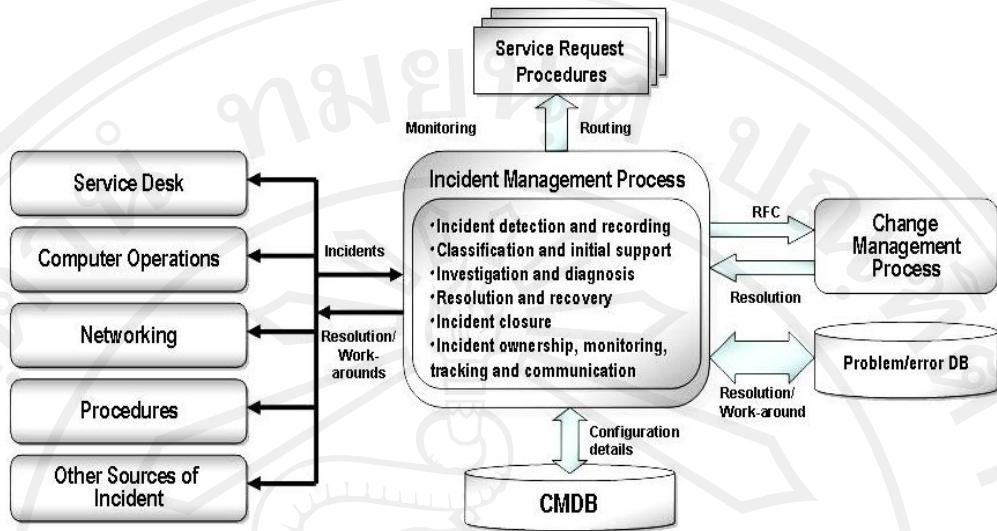 Service Request
Procedures
Monitoring
Routing
Service Desk
Computer Operations
Networking
Procedures
Other Sources of
Incident
Incidents
Resolution/
Work-
arounds
Incident Management Process
•Incident detection and recording
•Classification and initial support
•Investigation and diagnosis
•Resolution and recovery
•Incident closure
•Incident ownership, monitoring,
tracking and communication
RFC
Change
Management
Process
Resolution
Problem/error DB
Resolution/
Work-around
Configuration
details
CMDB